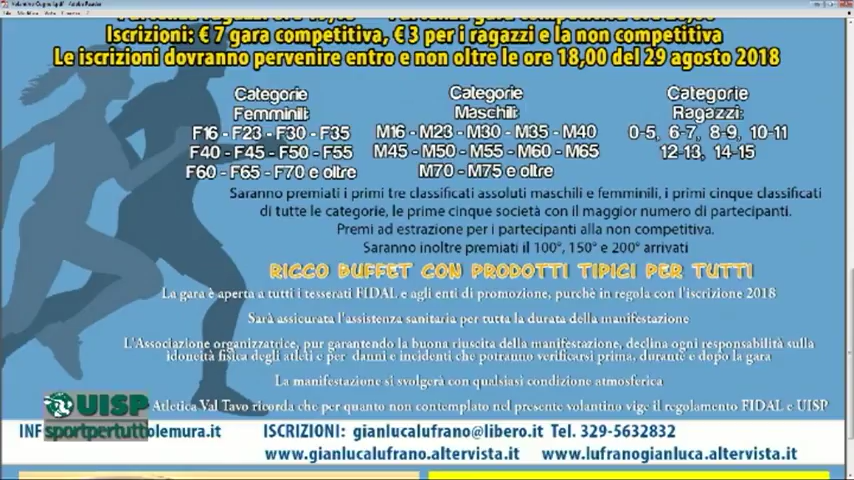 Iscrizioni: € 7 gara competitiva, € 3 per i ragazzi e la non competitiva
Le iscrizioni dovranno pervenire entro e non oltre le ore 18,00 del 29 agosto 2018
Categorie
Femminili:
F16 - F23 - F30 - F35
F40 - F45 - F50 - F55
F60 - F65 - F70 e oltre
Categorie
Maschili:
M16 - M23 - M30 - M35 - M40
M45 - M50 - M55 - M60 - M65
M70 - M75 e oltre
Categorie
Ragazzi:
0-5, 6-7, 8-9, 10-11
12-13, 14-15
Saranno premiati i primi tre classificati assoluti maschili e femminili, i primi cinque classificati
di tutte le categorie, le prime cinque società con il maggior numero di partecipanti.
Premi ad estrazione per i partecipanti alla non competitiva.
Saranno inoltre premiati il 100°, 150° e 200° arrivati
RICCO BUFFET CON PRODOTTI TIPICI PER TUTTI
La gara è aperta a tutti i tesserati FIDAL e agli enti di promozione, purchè in regola con l'iscrizione 2018
Sarà assicurata l'assistenza sanitaria per tutta la durata della manifestazione
L'Associazione organizzatrice, pur garantendo la buona riuscita della manifestazione, declina ogni responsabilità sulla
idoneità fisica degli atleti e per danni e incidenti che potranno verificarsi prima, durante e dopo la gara
La manifestazione si svolgerà con qualsiasi condizione atmosferica
Atletica Val Tavo ricorda che per quanto non contemplato nel presente volantino vige il regolamento FIDAL e UISP
UISP
sportpertutti
INF olemura.it
ISCRIZIONI: gianlucalufrano@libero.it Tel. 329-5632832
www.gianlucalufrano.altervista.it www.lufranogianluca.altervista.it